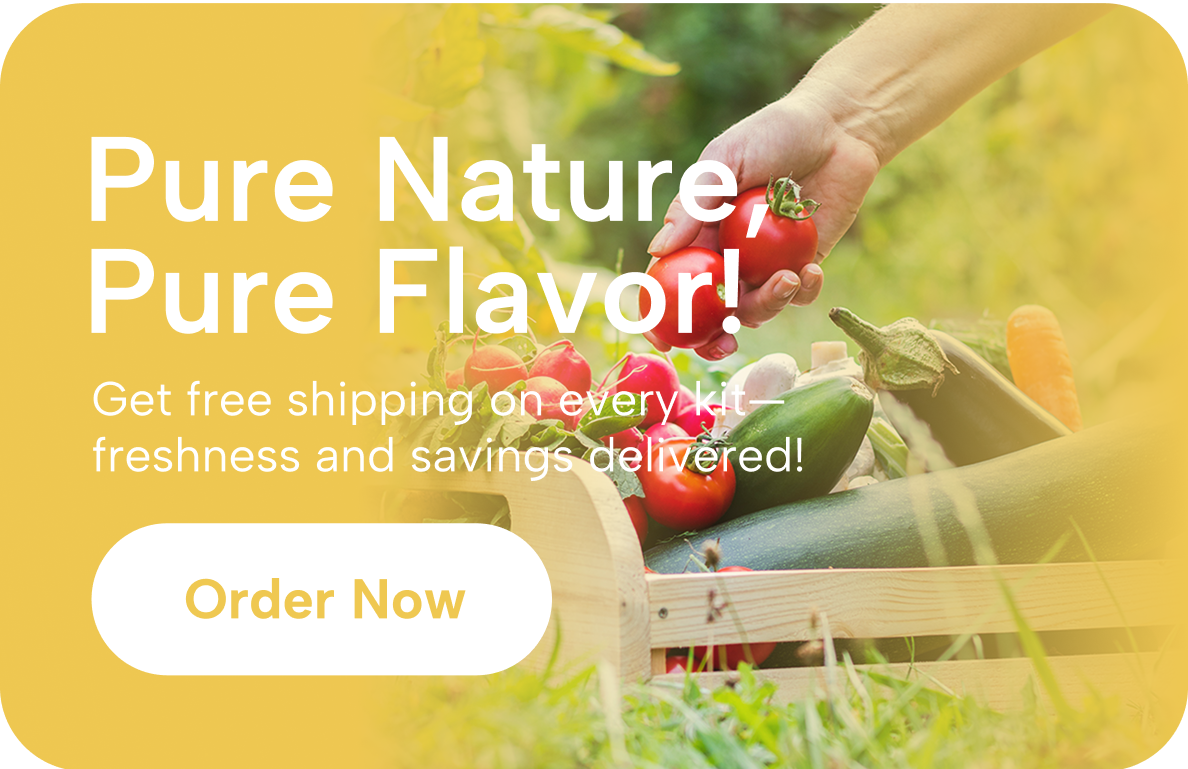 Pure Nature,
Pure Flavor!
Get free shipping on every kit—
freshness and savings delivered!
Order Now